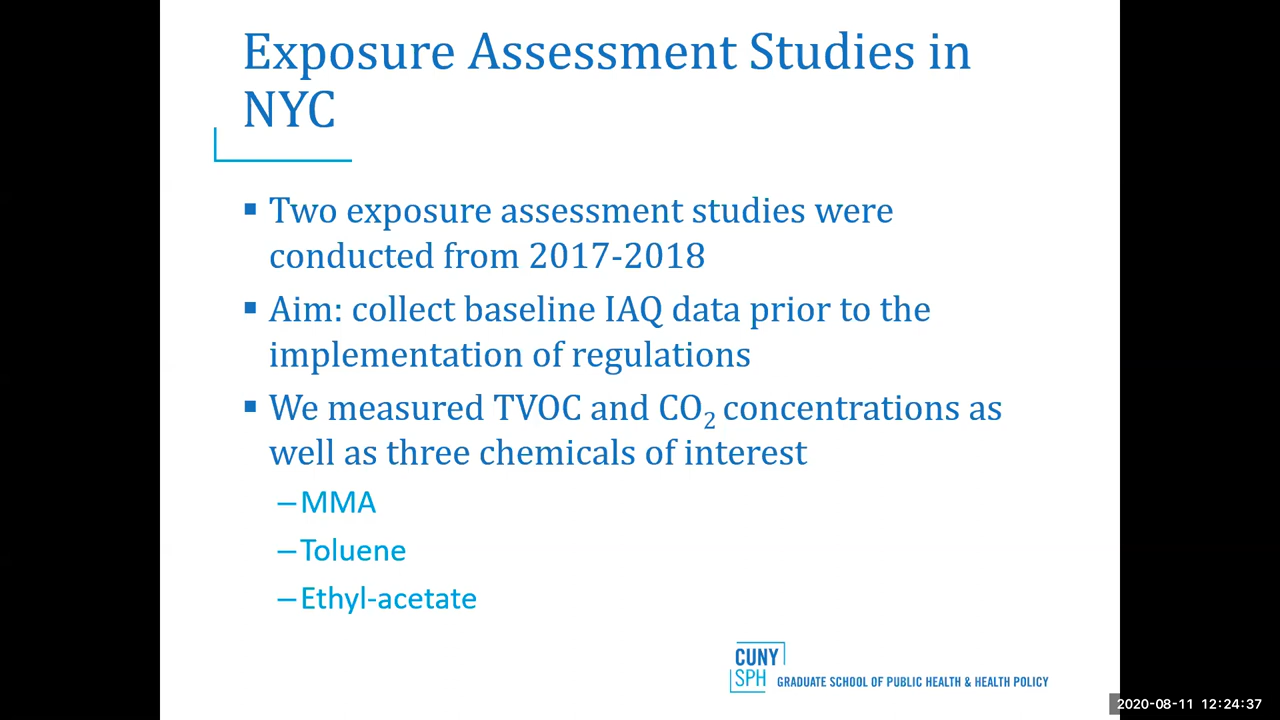 Exposure Assessment Studies in
NYC
▪ Two exposure assessment studies were
conducted from 2017-2018
▪ Aim: collect baseline IAQ data prior to the
implementation of regulations
▪ We measured TVOC and CO₂ concentrations as
well as three chemicals of interest
–MMA
–Toluene
–Ethyl-acetate
CUNY
SPH GRADUATE SCHOOL OF PUBLIC HEALTH & HEALTH POLICY
2020-08-11 12:24:37